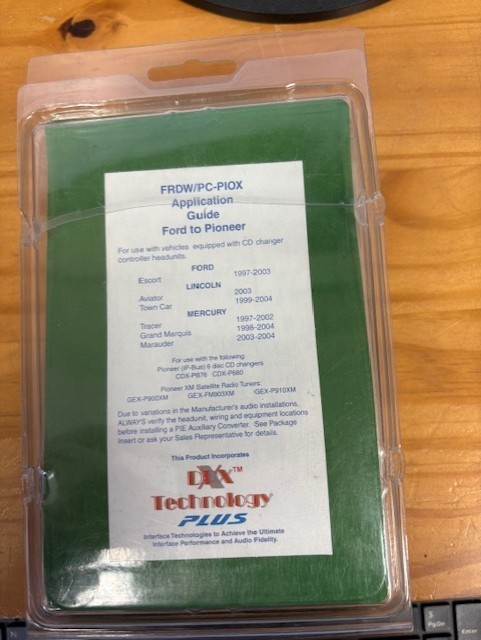 FRDW/PC-PIOX
Application
Guide
Ford to Pioneer
For use with vehicles equipped with CD changer
controller headunits.
FORD
Escort 1997-2003
LINCOLN
Aviator 2003
Town Car 1999-2004
MERCURY
Tracer 1997-2002
Grand Marquis 1998-2004
Marauder 2003-2004
For use with the following
Pioneer (IP-Bus) 6 disc CD changers
CDX-P876 CDX-P680
Pioneer XM Satellite Radio Tuners:
GEX-P900XM GEX-FM903XM GEX-P910XM
Due to variations in the Manufacturer's audio installations,
ALWAYS verify the headunit, wiring and equipment locations
before installing a PIE Auxiliary Converter. See Package
Insert or ask your Sales Representative for details.
This Product Incorporates
™
Technology
PLUS
Interface Technologies to Achieve the Ultimate
Interface Performance and Audio Fidelity.
3
PgDn
Enter